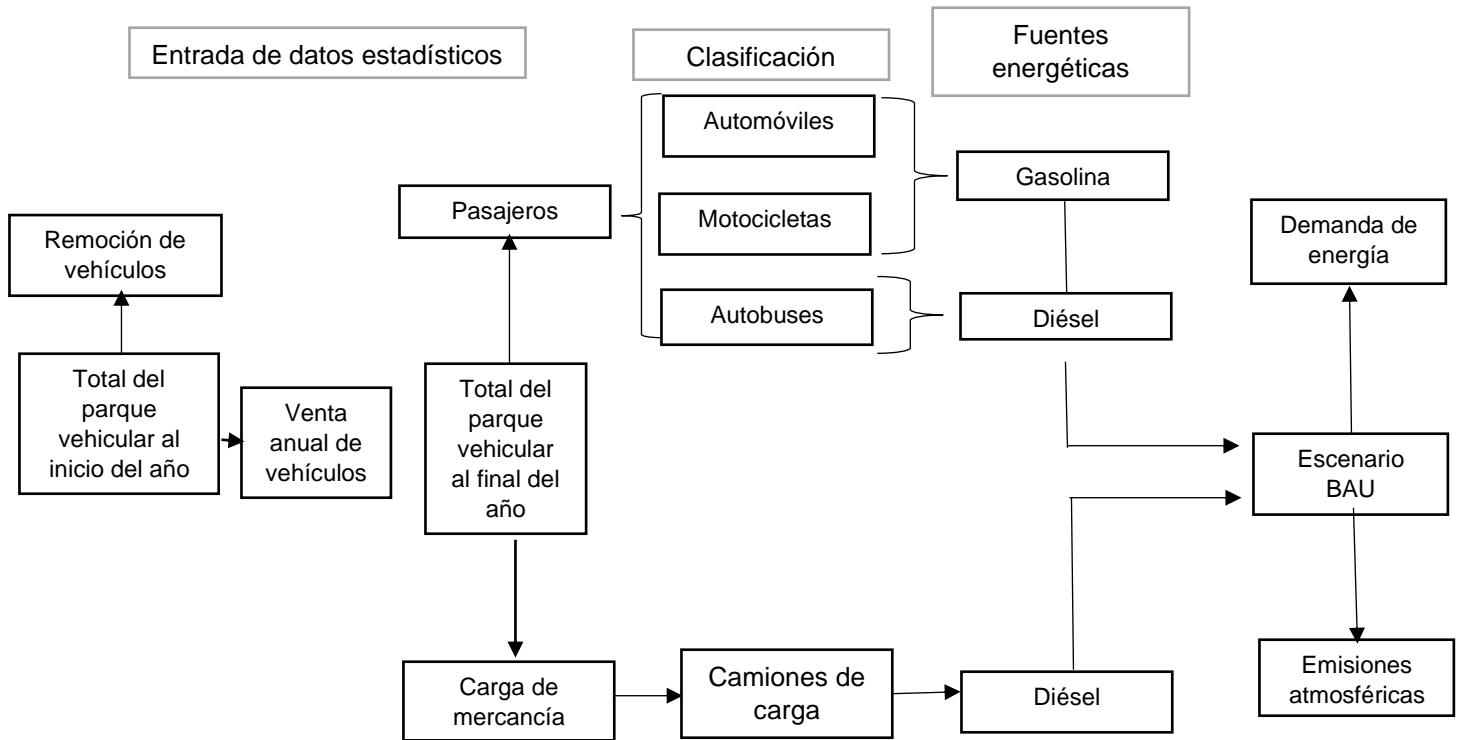 Entrada de datos estadísticos
Clasificación
Fuentes
energéticas
Automóviles
Gasolina
Pasajeros
Motocicletas
Remoción de
vehículos
Demanda de
energía
Autobuses
Diésel
Total del
parque
vehicular al
inicio del año
Venta
anual de
vehículos
Total del
parque
vehicular
al final del
año
Escenario
BAU
Carga de
mercancía
Camiones de
carga
Diésel
Emisiones
atmosféricas